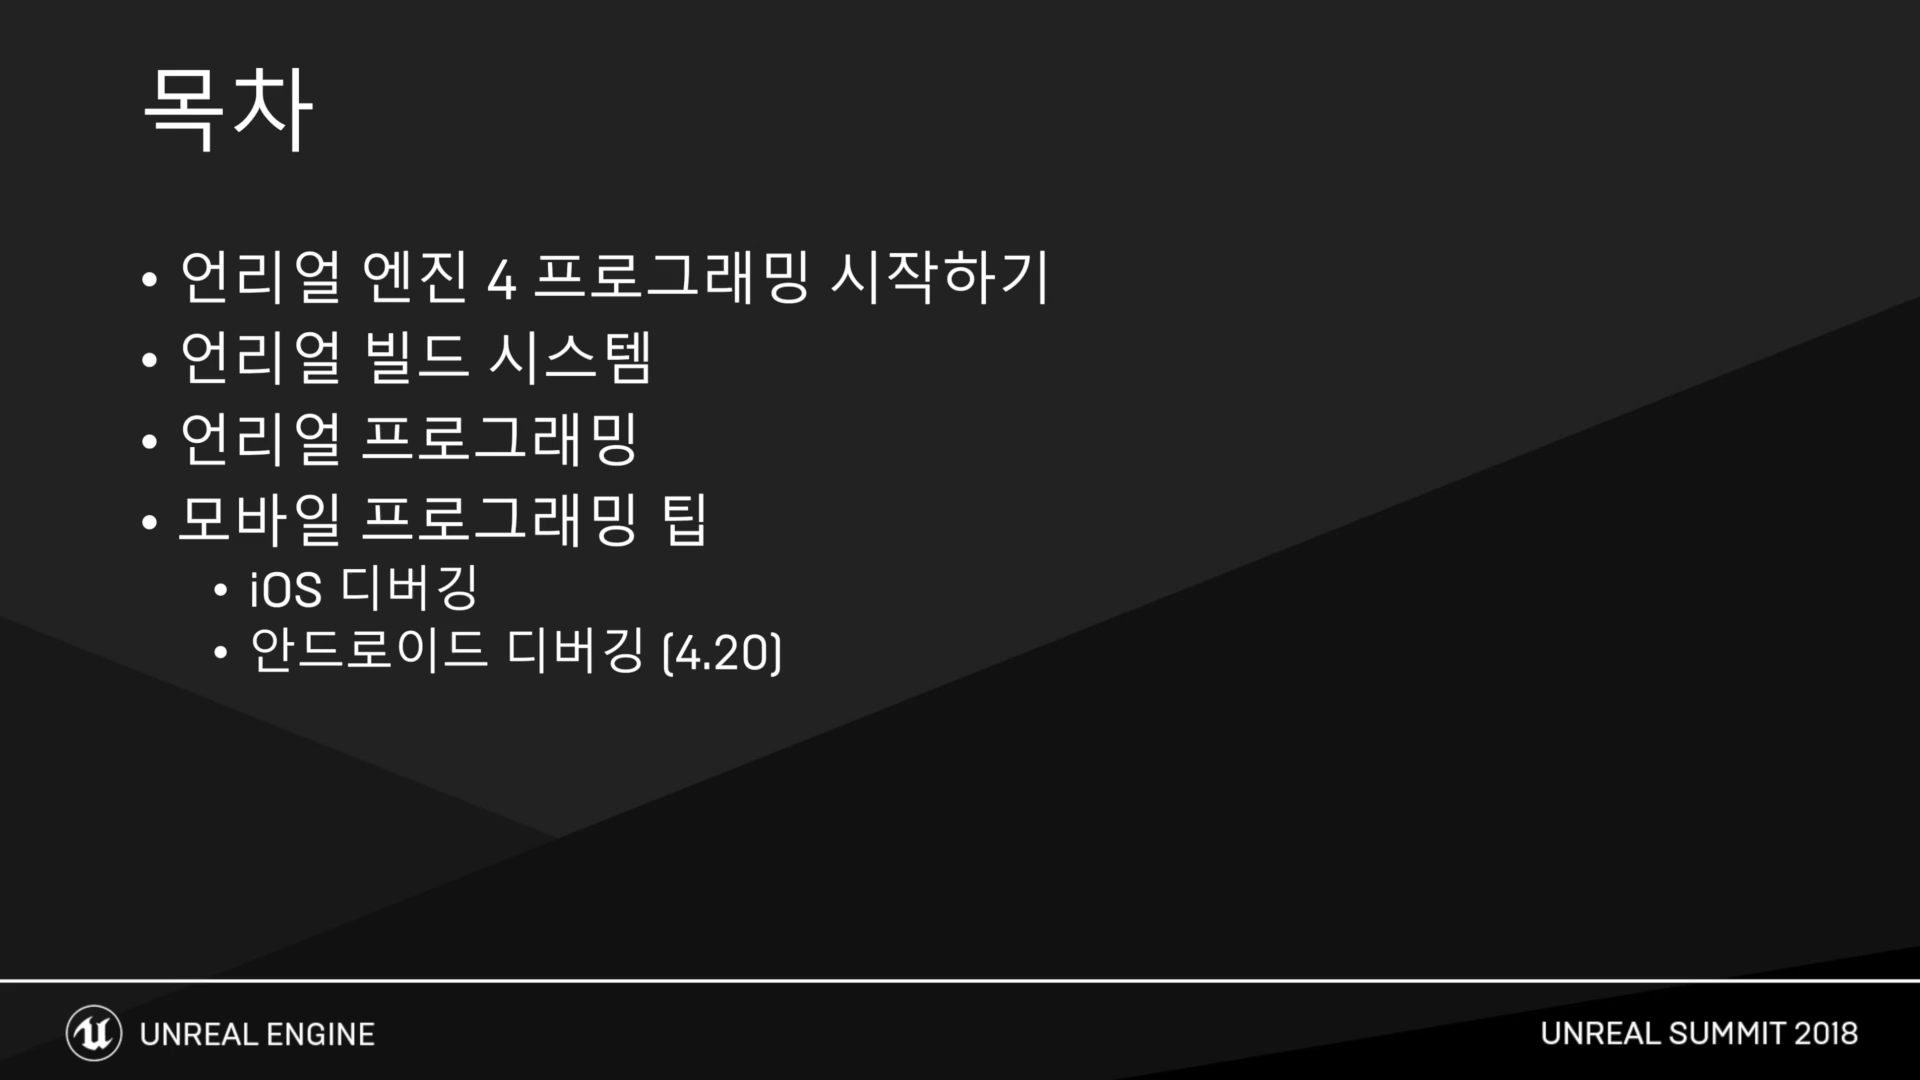 목차
• 언리얼 엔진 4 프로그래밍 시작하기
• 언리얼 빌드 시스템
• 언리얼 프로그래밍
• 모바일 프로그래밍 팁
• iOS 디버깅
• 안드로이드 디버깅 (4.20)
UNREAL ENGINE
UNREAL SUMMIT 2018